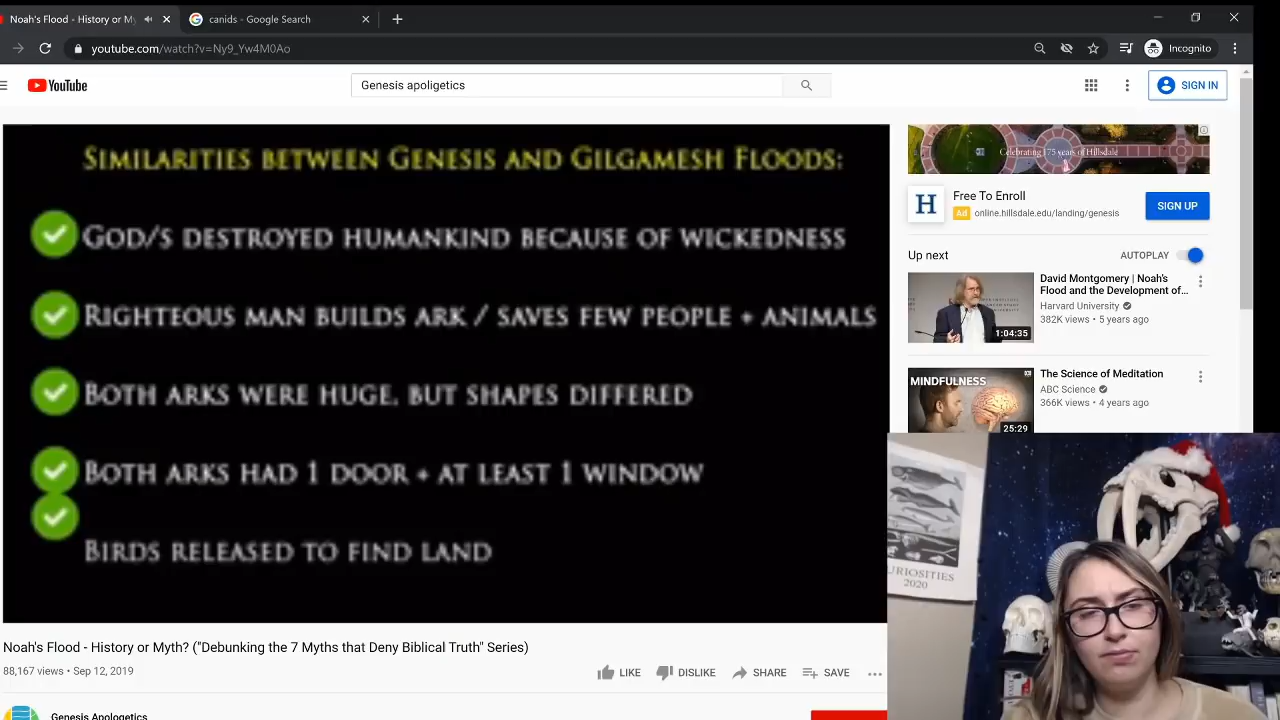 Noah's Flood - History or My
canids - Google Search
youtube.com/watch?v=Ny9_Yw4M0Ao
Incognito
YouTube
Genesis apoligetics
SIGN IN
SIMILARITIES BETWEEN GENESIS AND GILGAMESH FLOODS:
GOD/S DESTROYED HUMANKIND BECAUSE OF WICKEDNESS
RIGHTEOUS MAN BUILDS ARK / SAVES FEW PEOPLE + ANIMALS
BOTH ARKS WERE HUGE, BUT SHAPES DIFFERED
BOTH ARKS HAD 1 DOOR + AT LEAST 1 WINDOW
BIRDS RELEASED TO FIND LAND
Celebrating 175 years of Hillsdale
H
Free To Enroll
Ad online.hillsdale.edu/landing/genesis
SIGN UP
Up next
AUTOPLAY
David Montgomery | Noah's
Flood and the Development of...
Harvard University
382K views • 5 years ago
1:04:35
MINDFULNESS
The Science of Meditation
ABC Science
366K views • 4 years ago
25:29
Noah's Flood - History or Myth? ("Debunking the 7 Myths that Deny Biblical Truth" Series)
88,167 views • Sep 12, 2019
LIKE
DISLIKE
SHARE
SAVE
Genesis Apologetics
URIOSITIES
2020